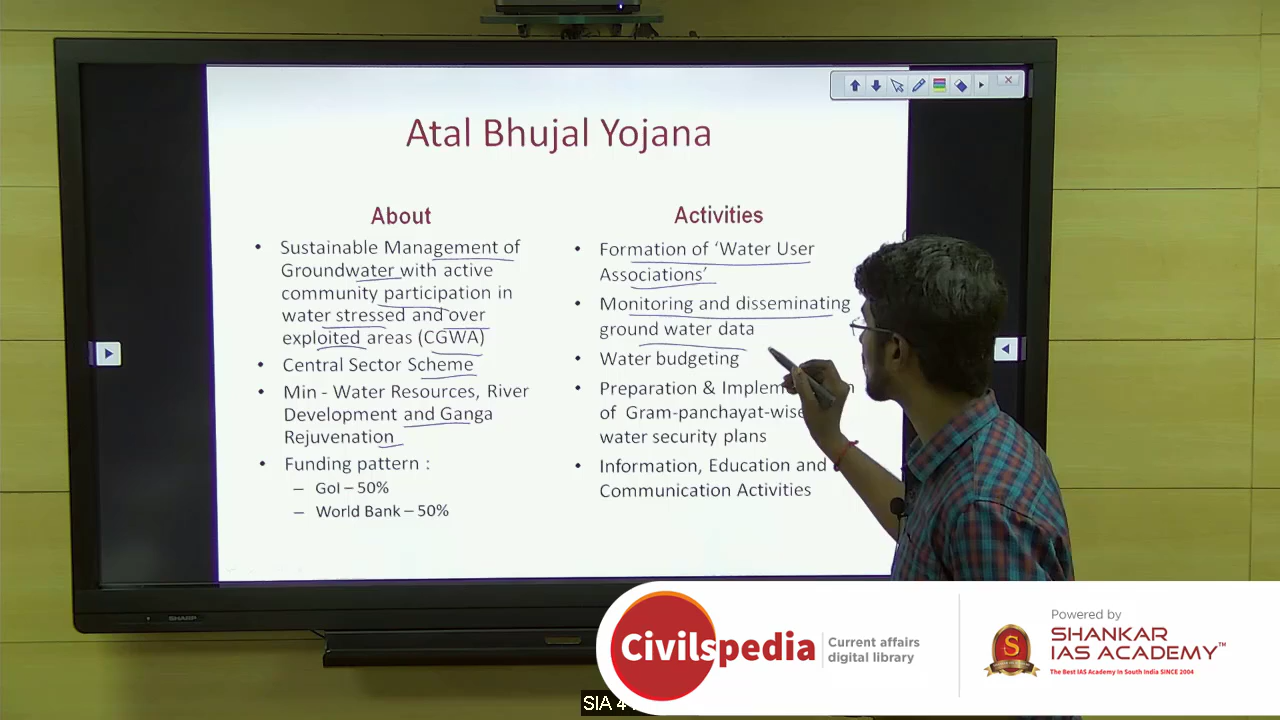 Atal Bhujal Yojana
About
• Sustainable Management of
Groundwater with active
community participation in
water stressed and over
exploited areas (CGWA)
• Central Sector Scheme
• Min - Water Resources, River
Development and Ganga
Rejuvenation
• Funding pattern :
– GoI – 50%
– World Bank – 50%
Activities
• Formation of ‘Water User
Associations’
• Monitoring and disseminating
ground water data
• Water budgeting
• Preparation &
of Gram-panchayat-wise
water security plans
• Information, Education and
Communication Activities
SHARP
Civilspedia
Current affairs
digital library
Powered by
S
SHANKAR
IAS ACADEMY™
The Best IAS Academy In South India SINCE 2004
SIA 4